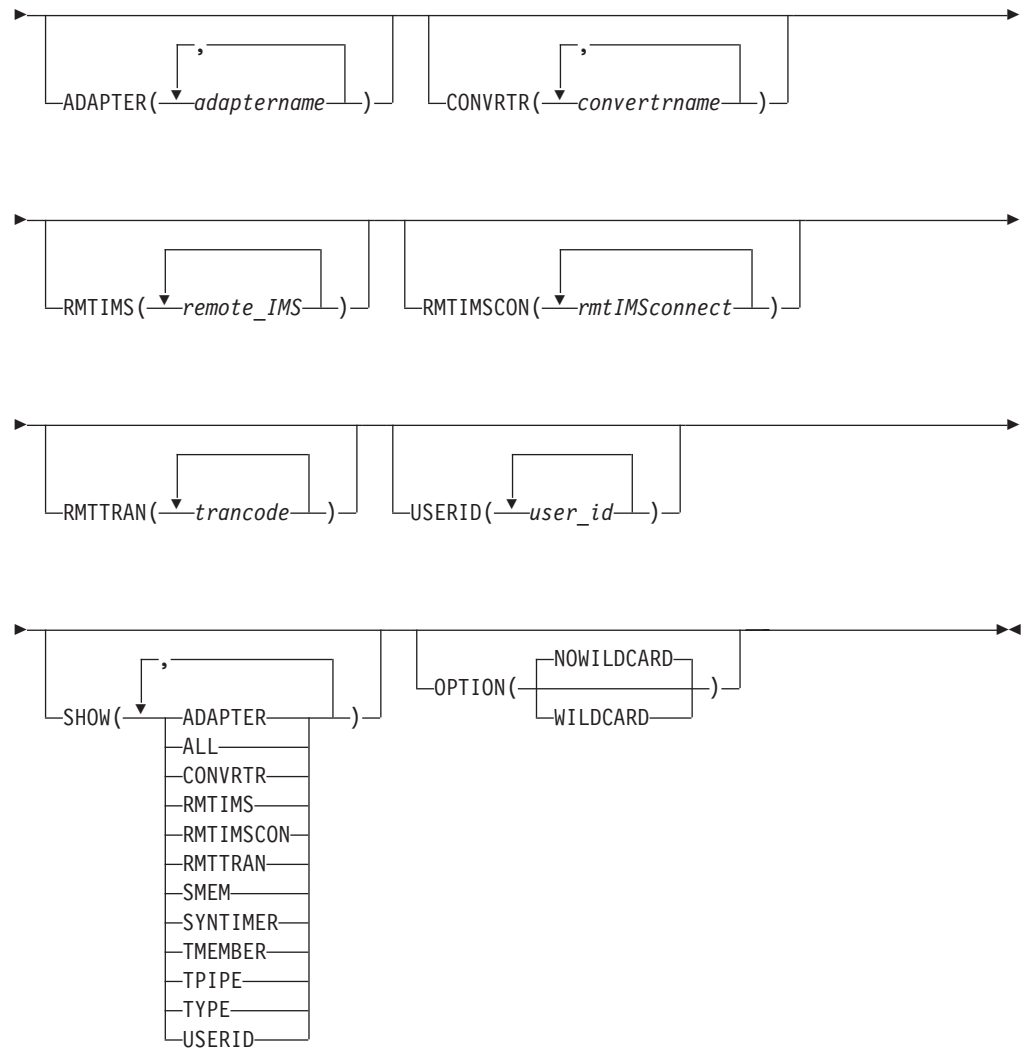 , ,
ADAPTER( adaptername ) CONVRTR( convertrname )
RMTIMS( remote_IMS ) RMTIMSCON( rmtIMSconnect )
RMTTRAN( trancode ) USERID( user_id )
, NOWILDCARD
OPTION( )
SHOW( ADAPTER ) WILDCARD
ALL
CONVRTR
RMTIMS
RMTIMSCON
RMTTRAN
SMEM
SYNTIMER
TMEMBER
TPIPE
TYPE
USERID